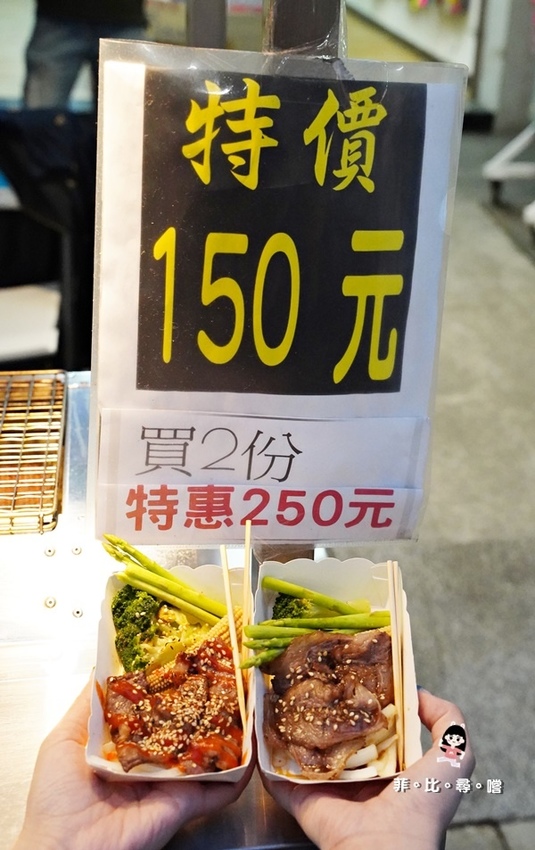 特價
150元
買2份
特惠250元
菲。比。尋。嚐。